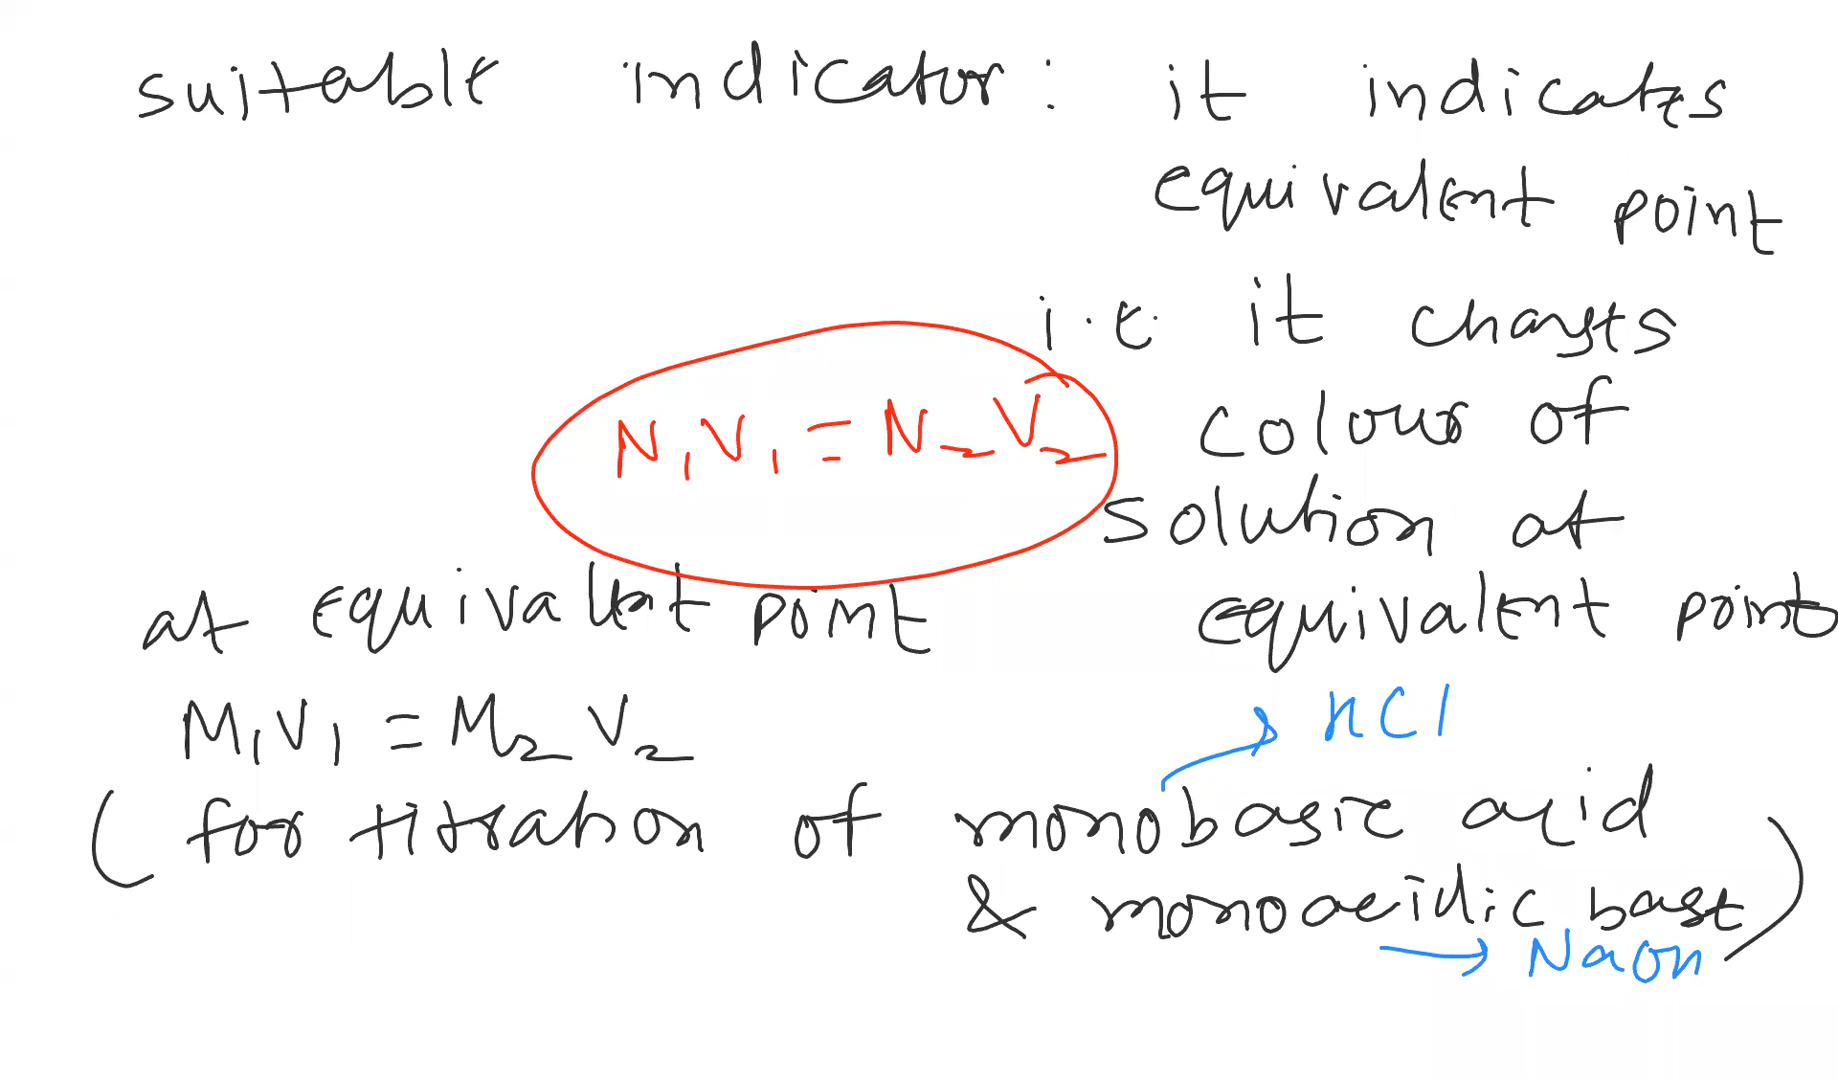 suitable indicator : it indicates
equivalent point
i.e. it changes
N₁V₁ = N₂V₂
colour of
solution at
at equivalent point
equivalent point
M₁V₁ = M₂V₂
HCl
(for titration of monobasic acid
& monoacidic base)
NaOH